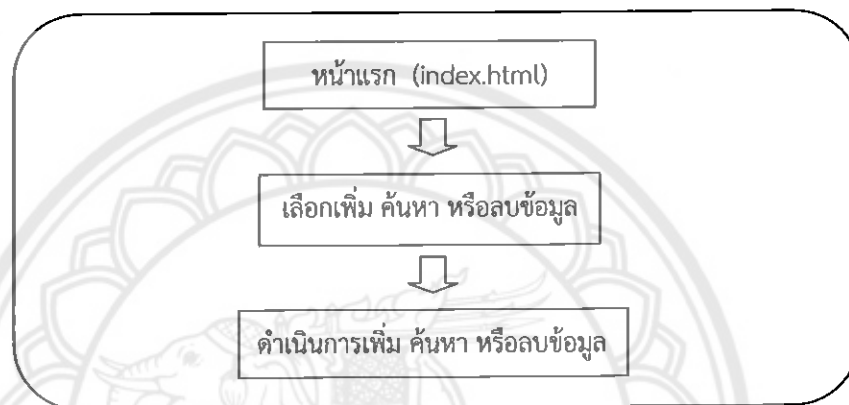 หน้าแรก (index.html)
เลือกเพิ่ม ค้นหา หรือลบข้อมูล
ดำเนินการเพิ่ม ค้นหา หรือลบข้อมูล